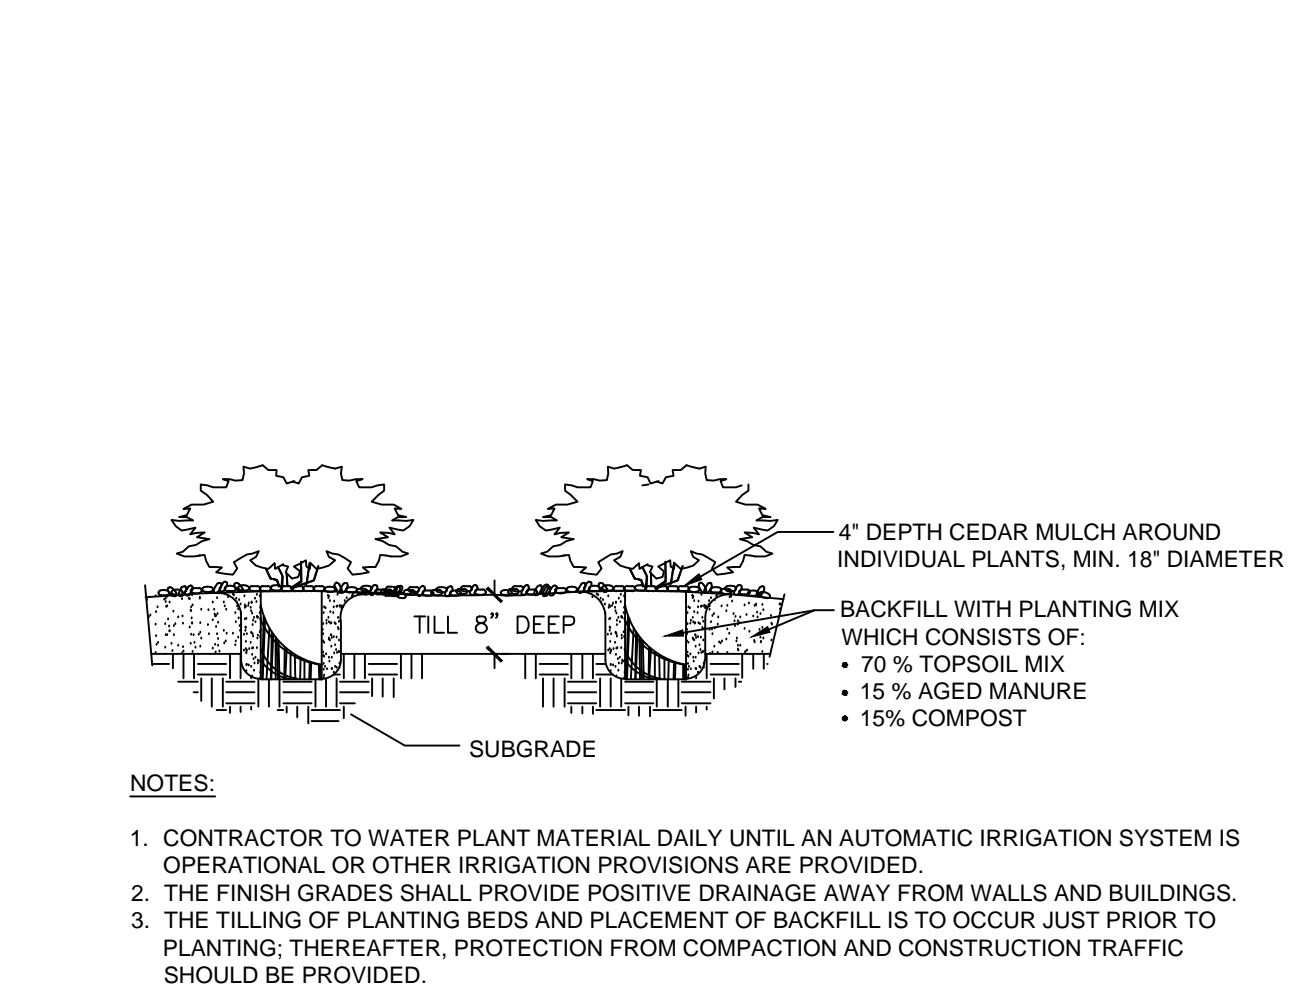 4" DEPTH CEDAR MULCH AROUND
INDIVIDUAL PLANTS, MIN. 18" DIAMETER
BACKFILL WITH PLANTING MIX
WHICH CONSISTS OF:
• 70 % TOPSOIL MIX
• 15 % AGED MANURE
• 15% COMPOST
TILL 8” DEEP
SUBGRADE
NOTES:
1. CONTRACTOR TO WATER PLANT MATERIAL DAILY UNTIL AN AUTOMATIC IRRIGATION SYSTEM IS
OPERATIONAL OR OTHER IRRIGATION PROVISIONS ARE PROVIDED.
2. THE FINISH GRADES SHALL PROVIDE POSITIVE DRAINAGE AWAY FROM WALLS AND BUILDINGS.
3. THE TILLING OF PLANTING BEDS AND PLACEMENT OF BACKFILL IS TO OCCUR JUST PRIOR TO
PLANTING; THEREAFTER, PROTECTION FROM COMPACTION AND CONSTRUCTION TRAFFIC
SHOULD BE PROVIDED.